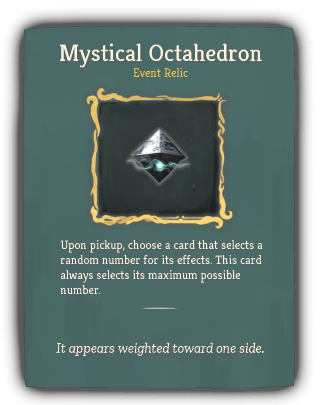 Mystical Octahedron
Event Relic
Upon pickup, choose a card that selects a
random number for its effects. This card
always selects its maximum possible
number.
It appears weighted toward one side.